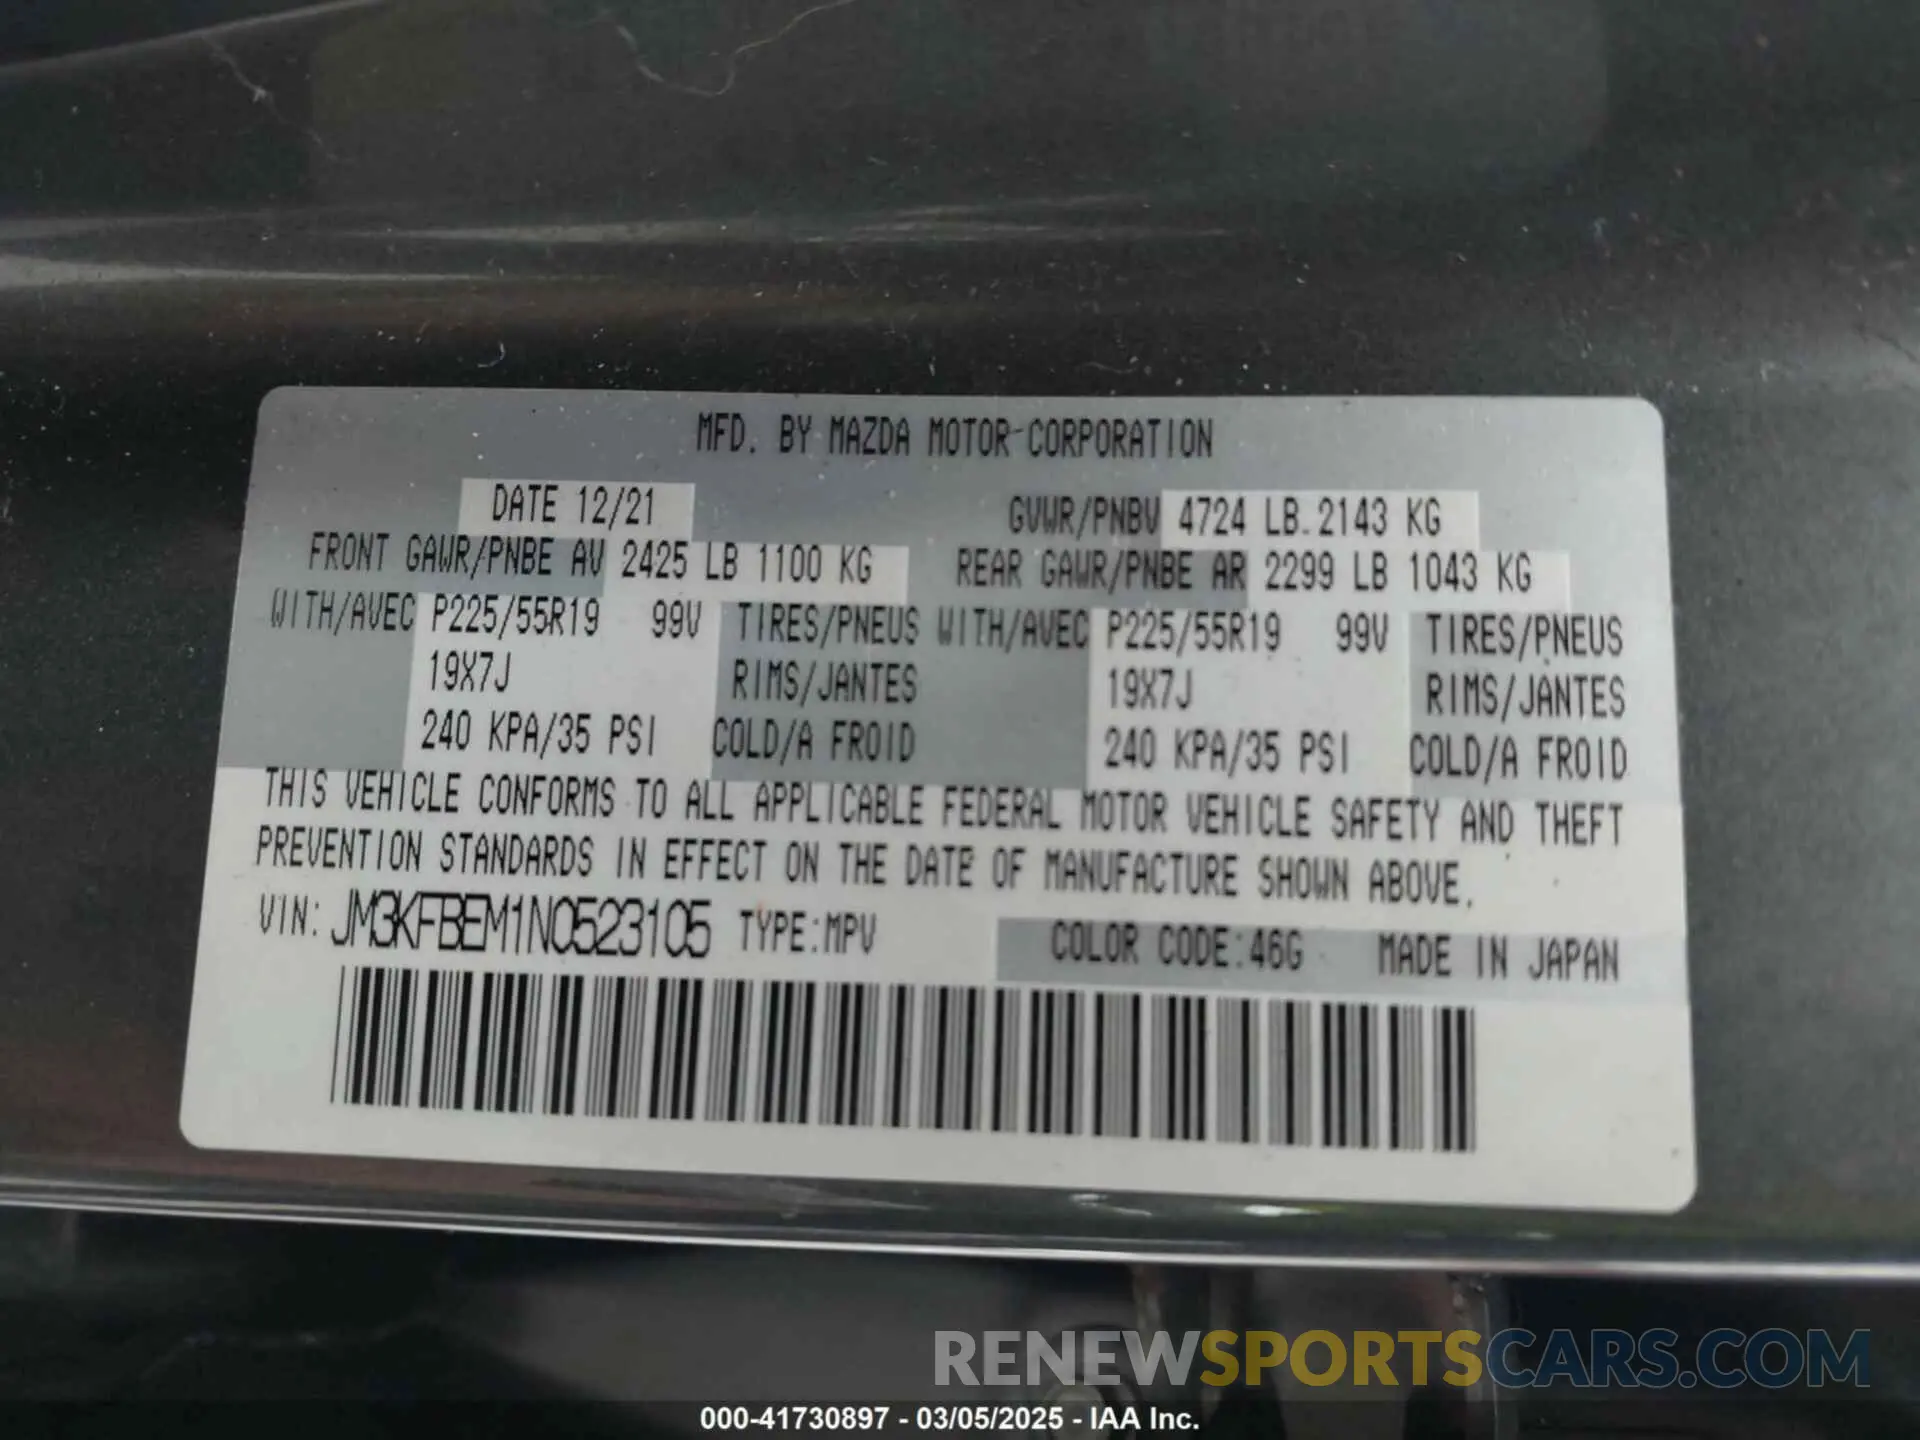 MFD. BY MAZDA MOTOR CORPORATION
DATE 12/21 GVWR/PNBV 4724 LB 2143 KG
FRONT GAWR/PNBE AV 2425 LB 1100 KG REAR GAWR/PNBE AR 2299 LB 1043 KG
WITH/AVEC P225/55R19 99V TIRES/PNEUS WITH/AVEC P225/55R19 99V TIRES/PNEUS
19X7J RIMS/JANTES 19X7J RIMS/JANTES
240 KPA/35 PSI COLD/A FROID 240 KPA/35 PSI COLD/A FROID
THIS VEHICLE CONFORMS TO ALL APPLICABLE FEDERAL MOTOR VEHICLE SAFETY AND THEFT
PREVENTION STANDARDS IN EFFECT ON THE DATE OF MANUFACTURE SHOWN ABOVE.
VIN: JM3KFBEM1N0523105 TYPE:MPV COLOR CODE:46G MADE IN JAPAN
RENEWSPORTSCARS.COM
000-41730897 - 03/05/2025 - IAA Inc.